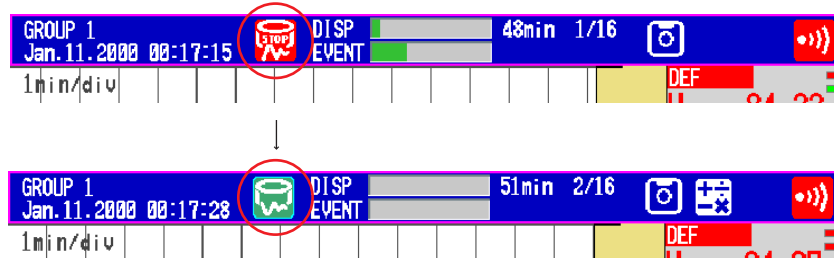 GROUP 1
Jan.11.2000 00:17:15
STOP
DISP
EVENT
48min 1/16
1min/div
DEF
GROUP 1
Jan.11.2000 00:17:28
DISP
EVENT
51min 2/16
1min/div
DEF